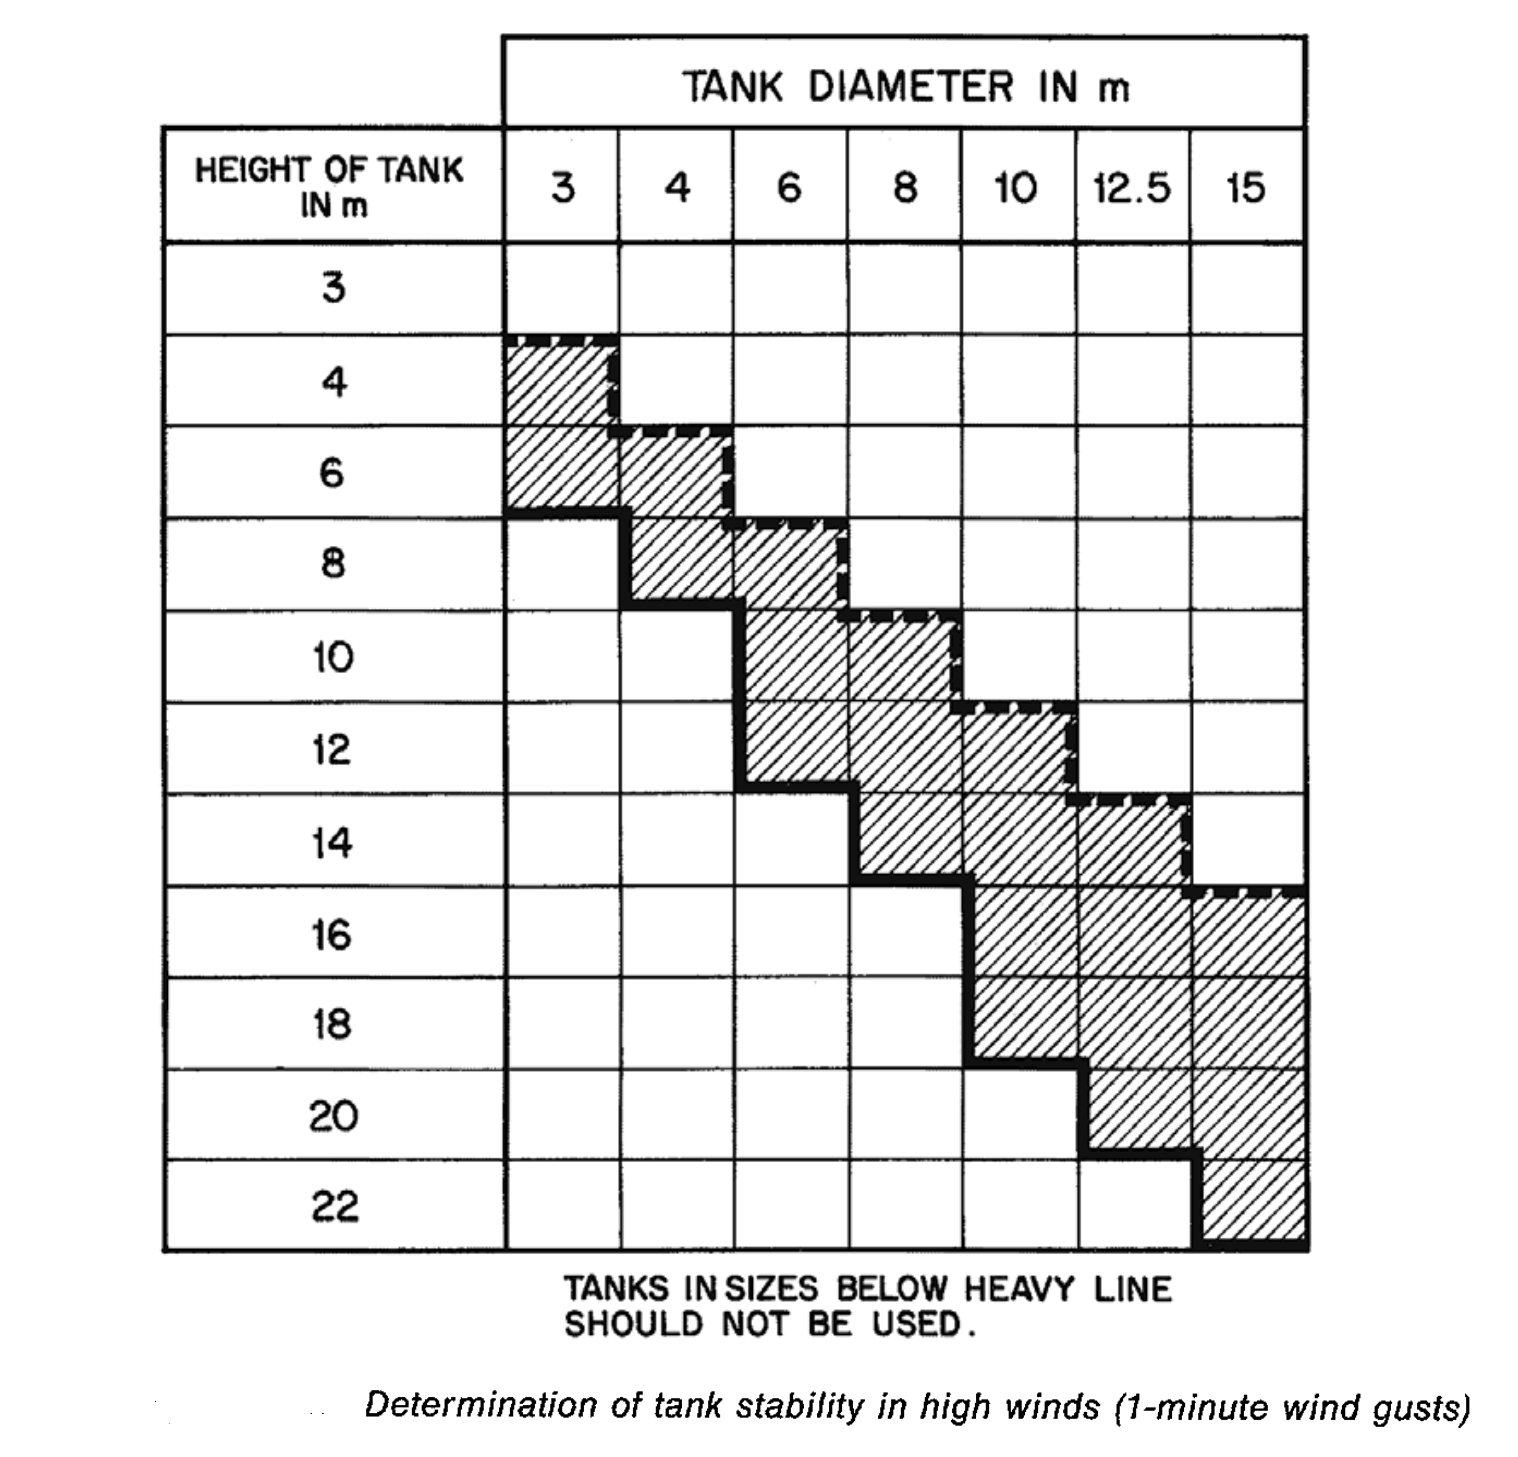 TANK DIAMETER IN m
HEIGHT OF TANK
IN m
3 4 6 8 10 12.5 15
3
4
6
8
10
12
14
16
18
20
22
TANKS IN SIZES BELOW HEAVY LINE
SHOULD NOT BE USED.
Determination of tank stability in high winds (1-minute wind gusts)